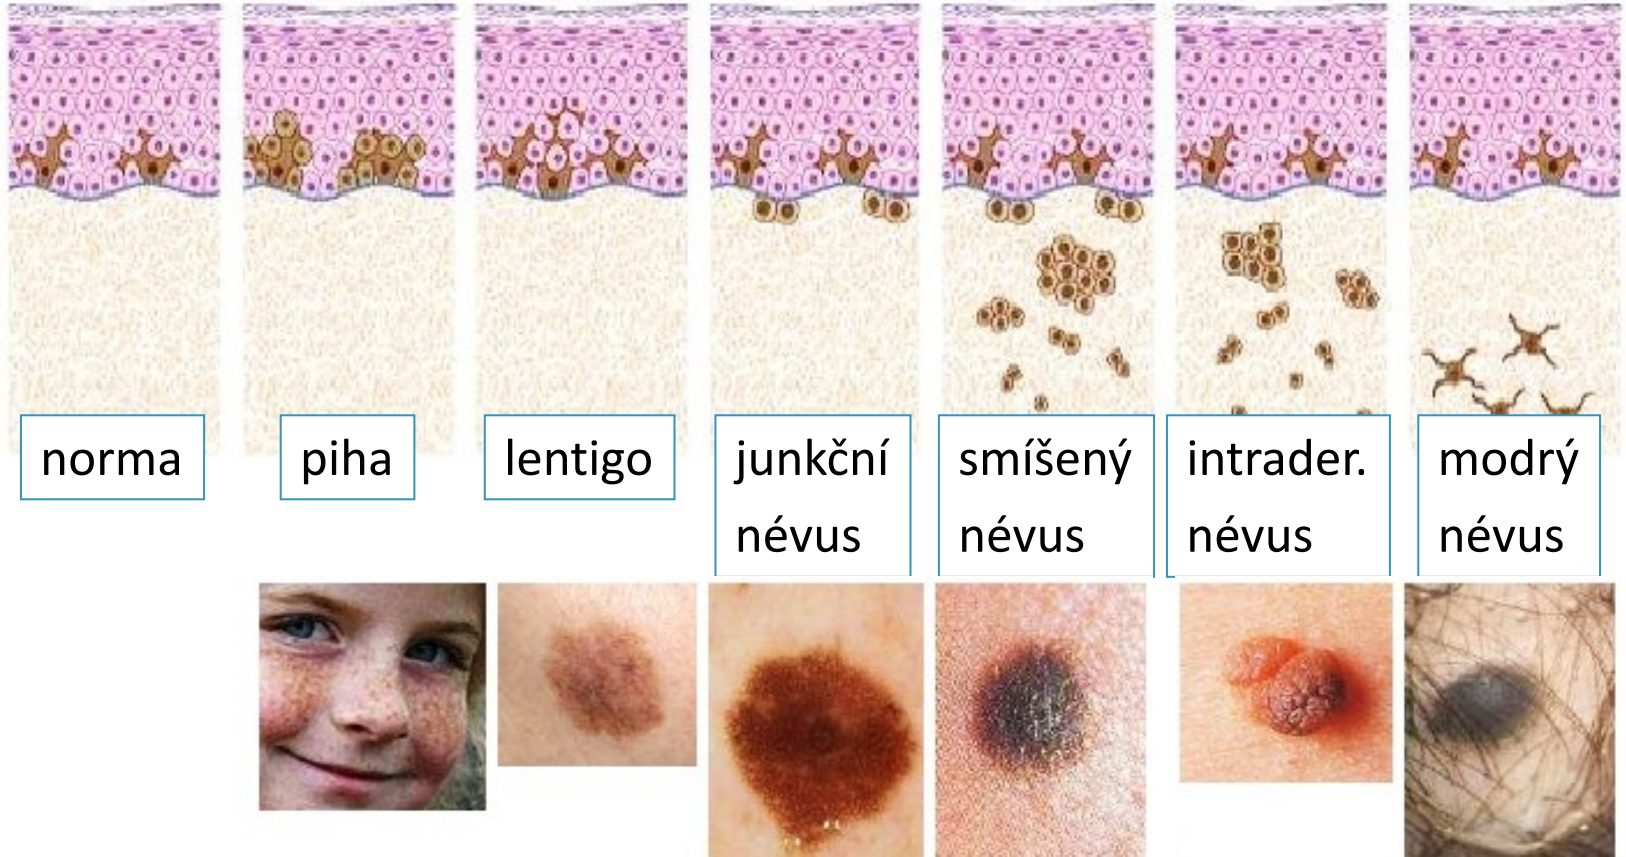 norma
piha
lentigo
junkční
névus
smíšený
névus
intrader.
névus
modrý
névus